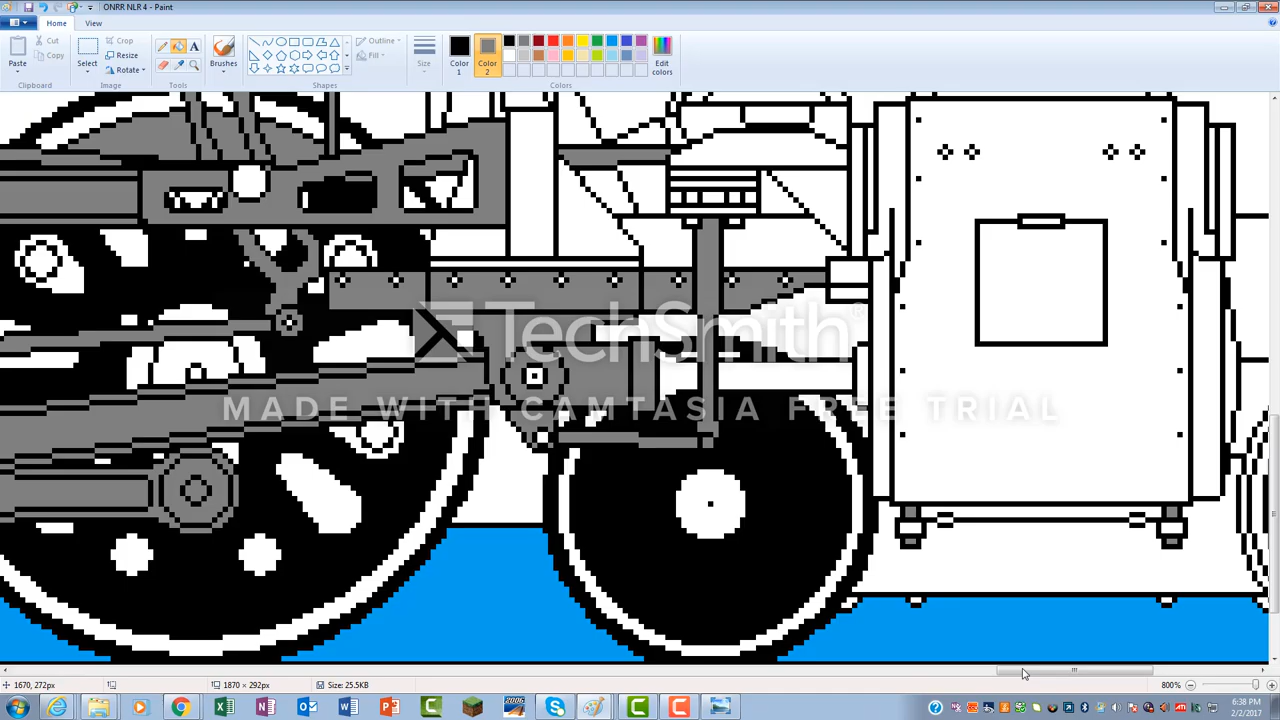 ONRR NLR 4 - Paint
Home View
Paste Cut Copy Select Crop Resize Rotate A Brushes Outline Fill Size Color 1 Color 2 Edit colors
Clipboard Image Tools Shapes Colors
TechSmith®
MADE WITH CAMTASIA FREE TRIAL
1670, 272px 1870 × 292px Size: 25.5KB 800%
6:38 PM
2/2/2017